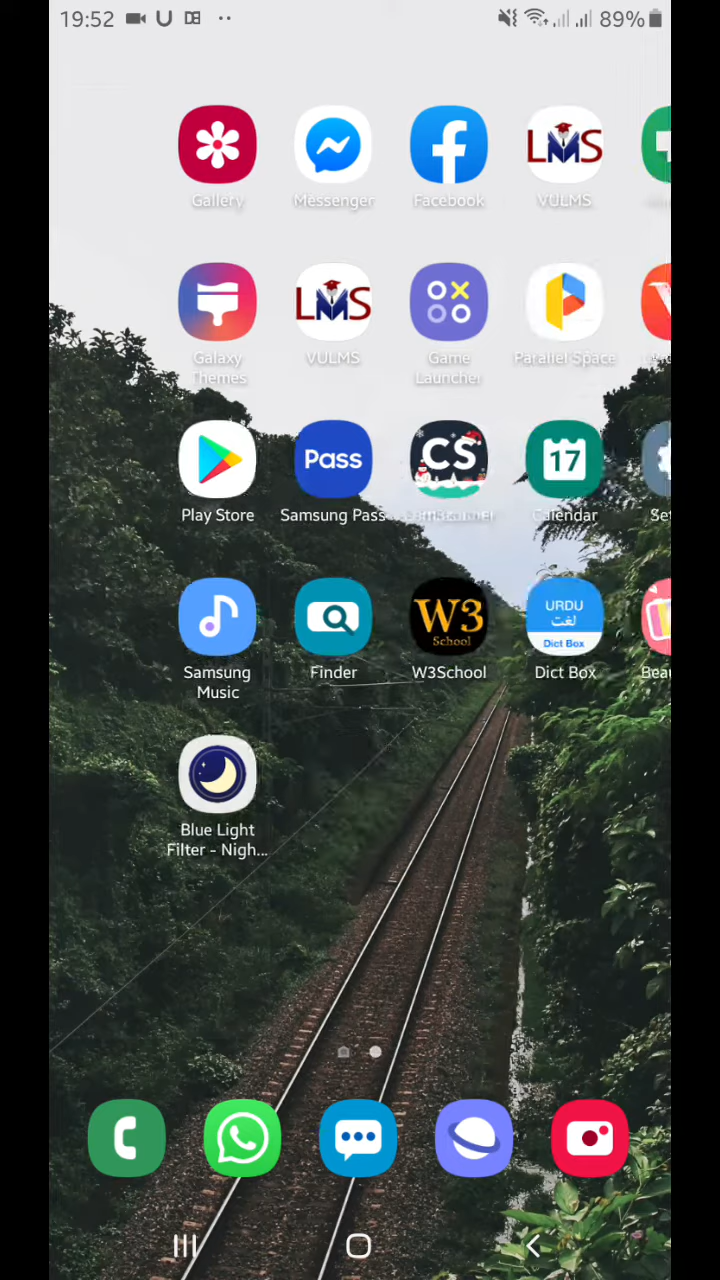 19:52
89%
Gallery
Messenger
Facebook
LMS
VULMS
Galaxy
Themes
LMS
VULMS
Game
Launcher
Parallel Space
Play Store
Pass
Samsung Pass
CS
17
Calendar
Samsung
Music
Finder
W3
School
W3School
URDU
لغت
Dict Box
Dict Box
Blue Light
Filter - Nigh...